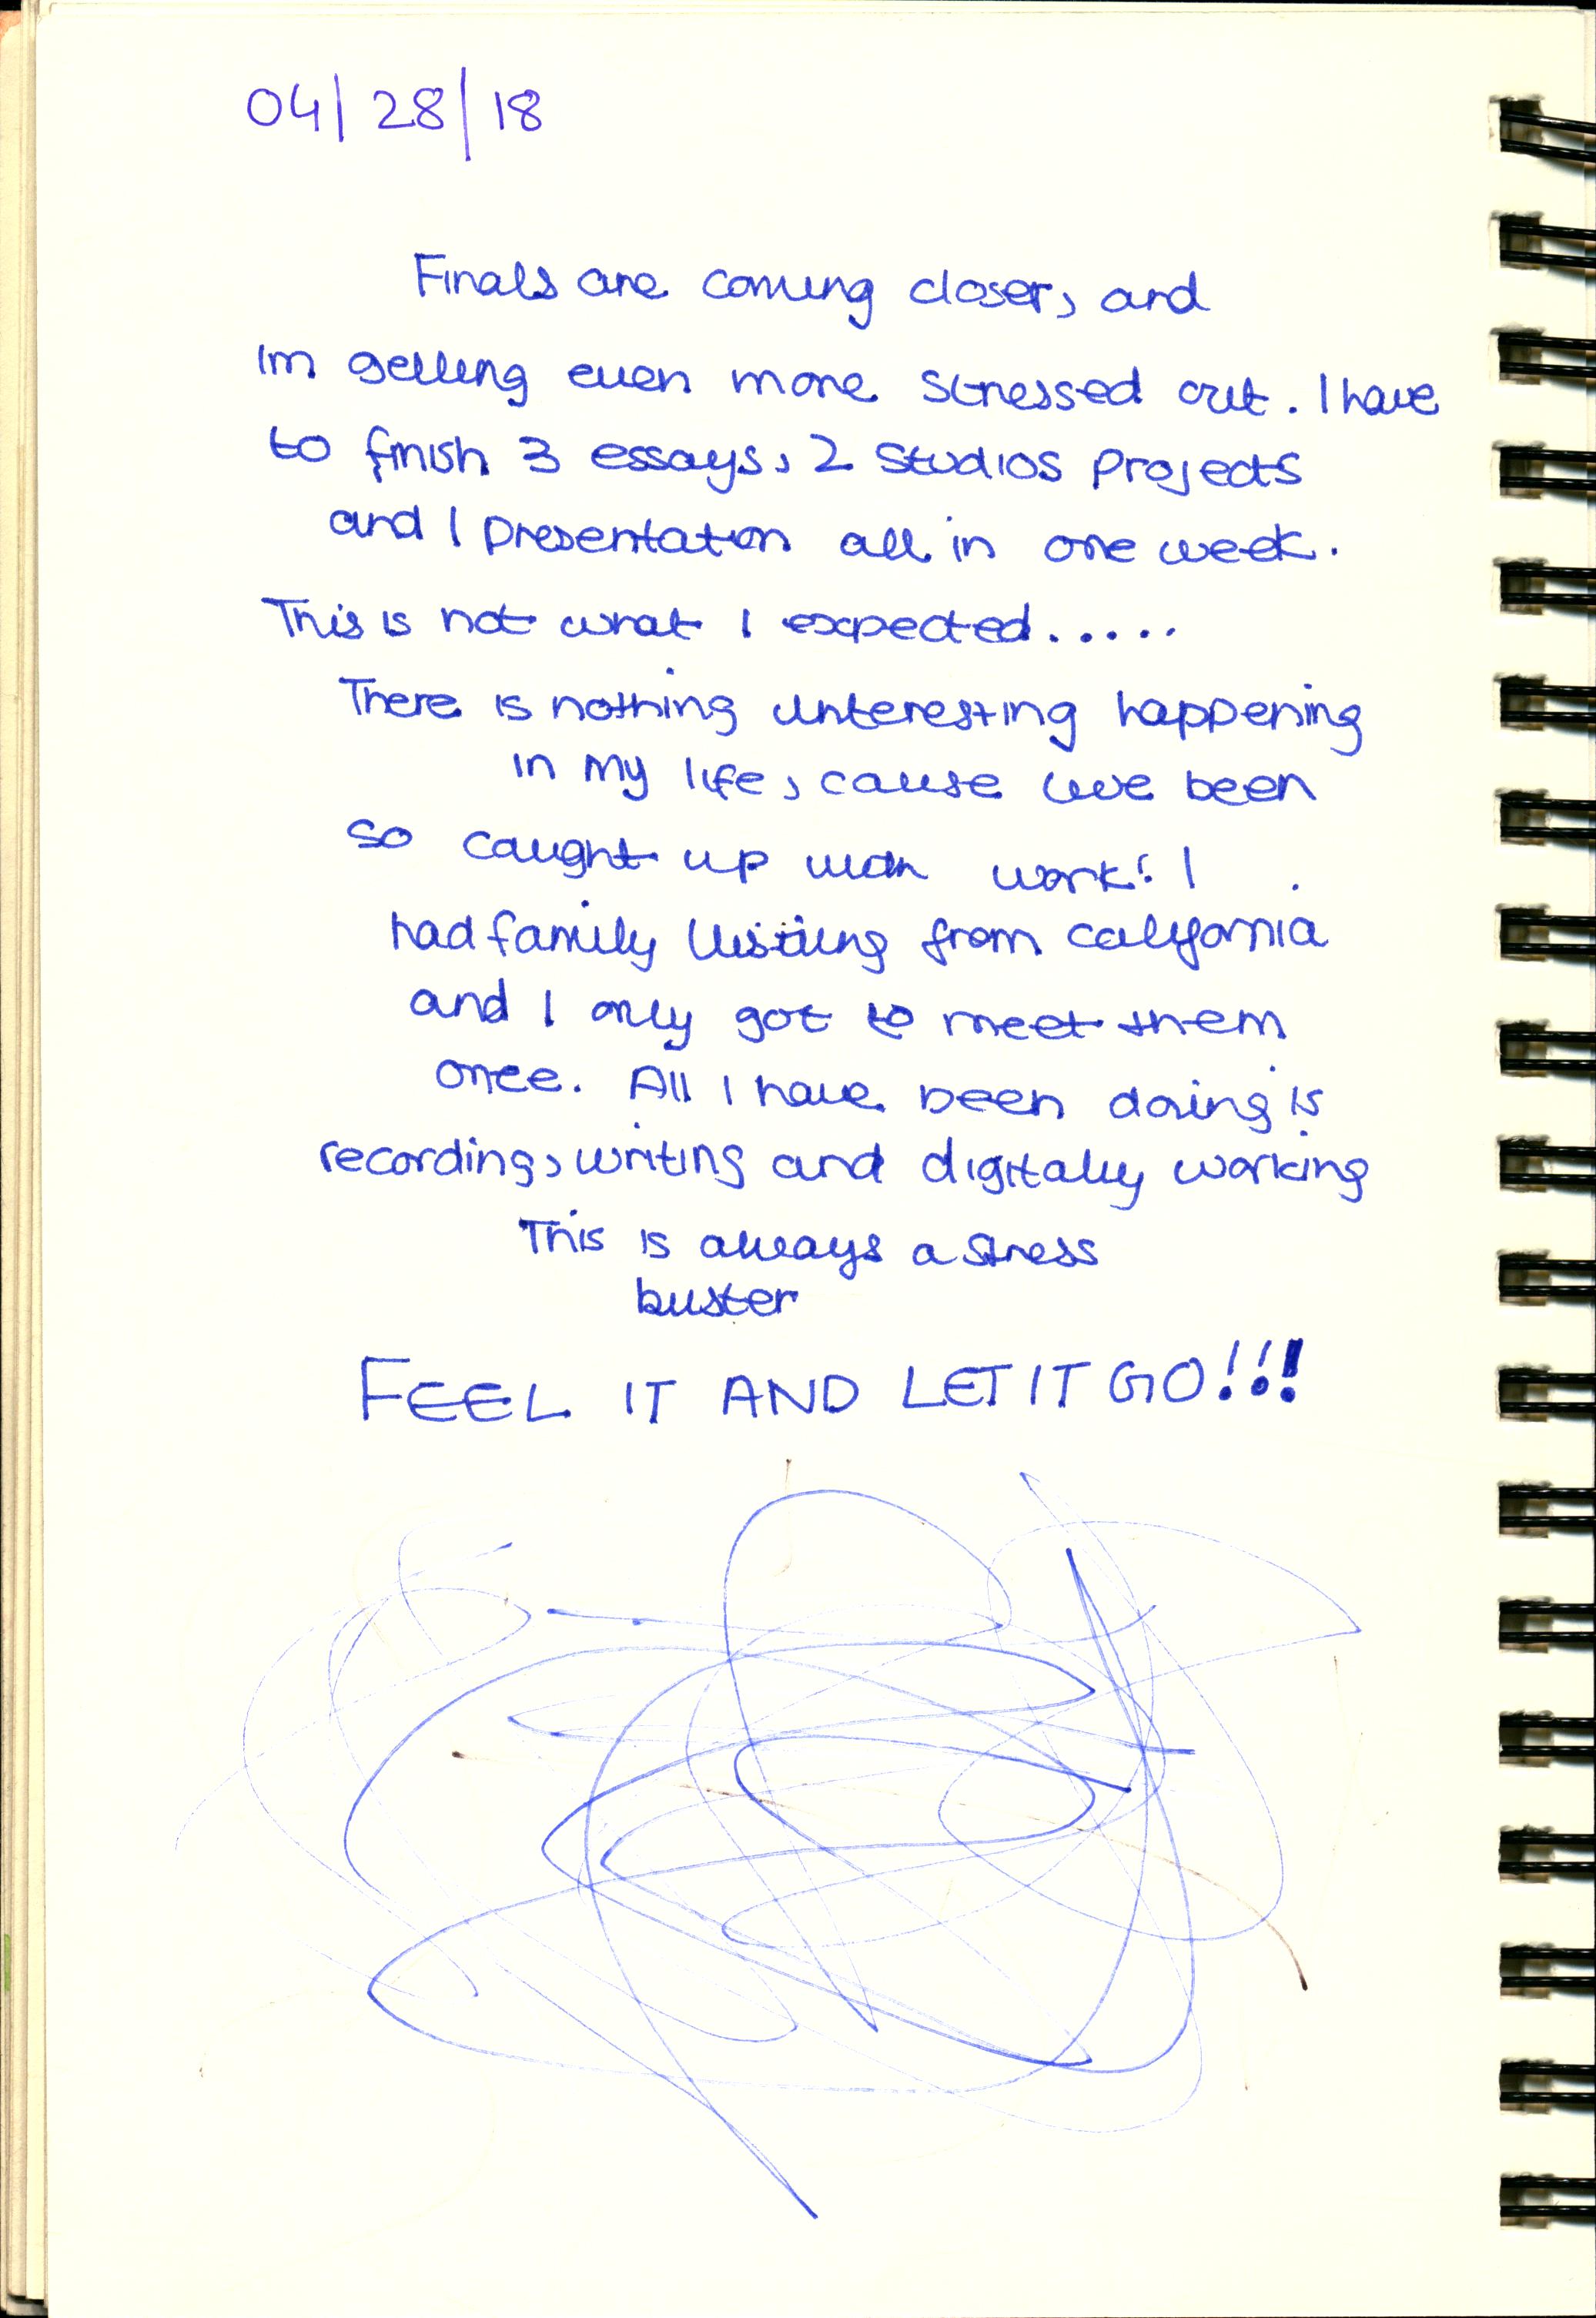 04/28/18
Finals are coming closer, and
Im getting even more stressed out. I have
to finish 3 essays, 2 studios projects
and 1 presentation all in one week.
This is not what I expected.....
There is nothing interesting happening
in my life, cause ive been
so caught up with work! I
had family visiting from california
and I only got to meet them
once. All I have been doing is
recording, writing and digitally working
This is always a stress
buster
FEEL IT AND LET IT GO!!!